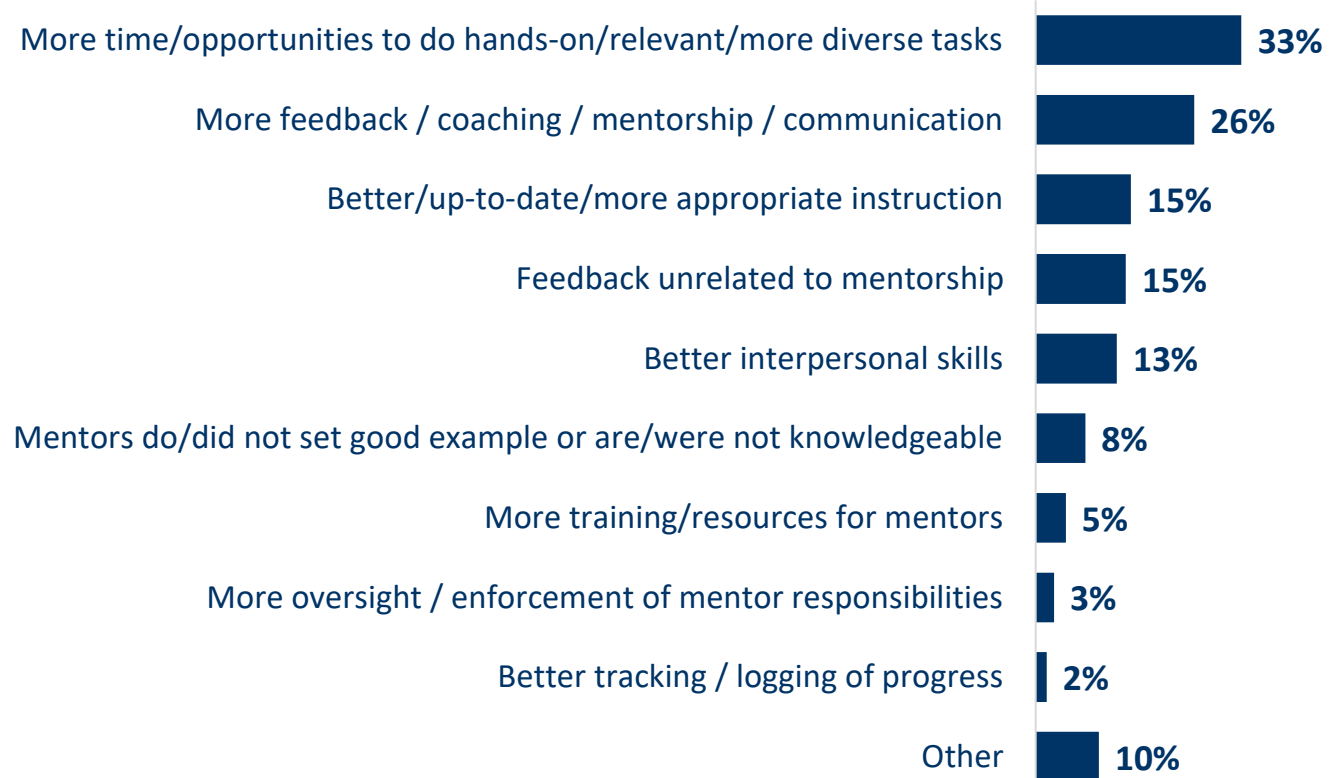 More time/opportunities to do hands-on/relevant/more diverse tasks 33%
More feedback / coaching / mentorship / communication 26%
Better/up-to-date/more appropriate instruction 15%
Feedback unrelated to mentorship 15%
Better interpersonal skills 13%
Mentors do/did not set good example or are/were not knowledgeable 8%
More training/resources for mentors 5%
More oversight / enforcement of mentor responsibilities 3%
Better tracking / logging of progress 2%
Other 10%